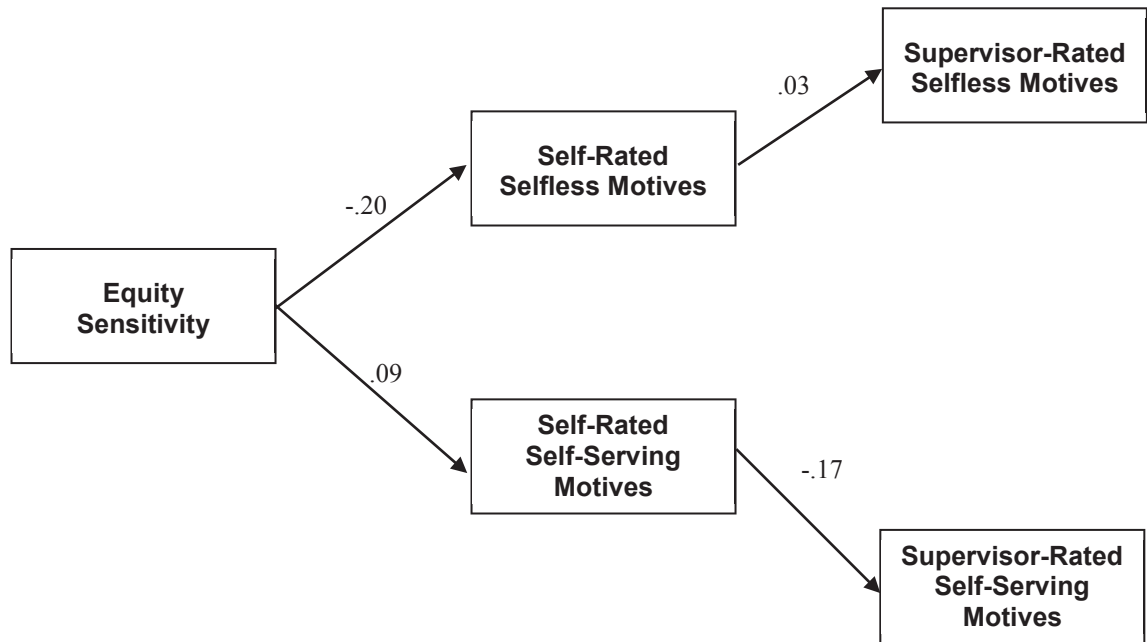 Supervisor-Rated
Selfless Motives
.03
Self-Rated
Selfless Motives
-.20
Equity
Sensitivity
.09
Self-Rated
Self-Serving
Motives
-.17
Supervisor-Rated
Self-Serving
Motives